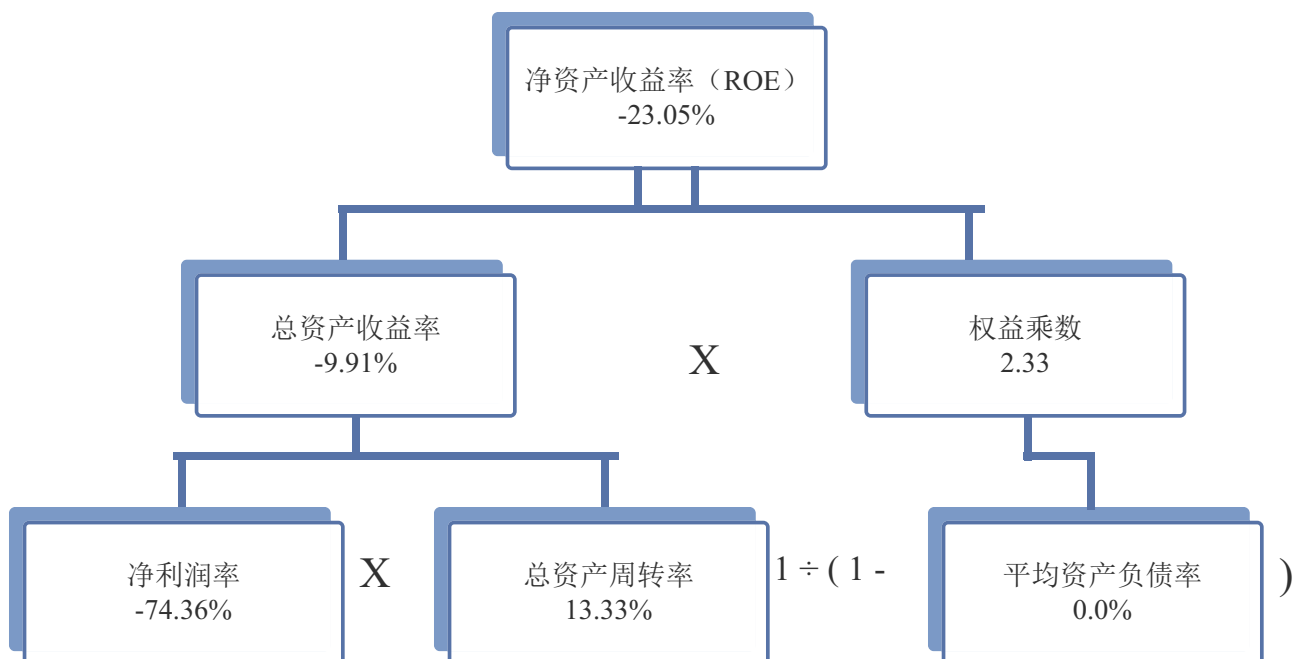 净资产收益率（ROE）
-23.05%
总资产收益率
-9.91%
X
权益乘数
2.33
净利润率
-74.36%
X
总资产周转率
13.33%
1 ÷ ( 1 -
平均资产负债率
0.0%
)